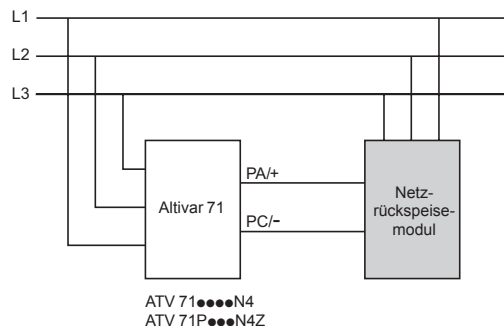 L1
L2
L3
Altivar 71
PA/+
PC/−
Netz-
rückspeise-
modul
ATV 71●●●●N4
ATV 71P●●●N4Z